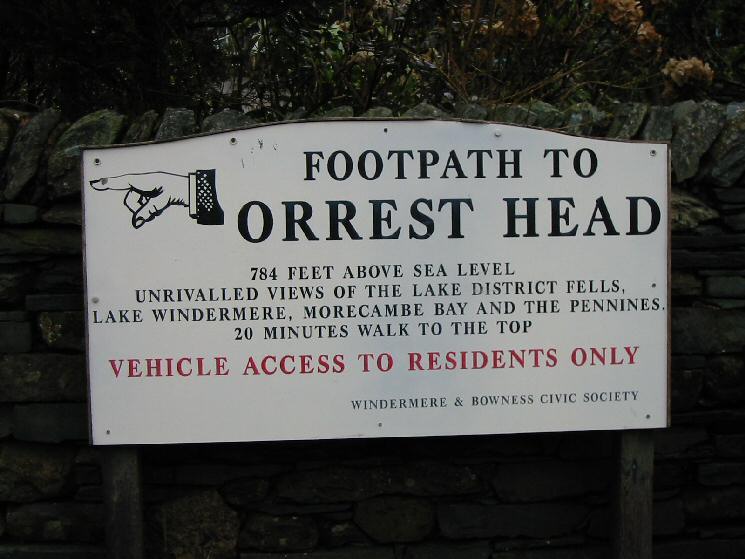 FOOTPATH TO
ORREST HEAD
784 FEET ABOVE SEA LEVEL
UNRIVALLED VIEWS OF THE LAKE DISTRICT FELLS,
LAKE WINDERMERE, MORECAMBE BAY AND THE PENNINES.
20 MINUTES WALK TO THE TOP
VEHICLE ACCESS TO RESIDENTS ONLY
WINDERMERE & BOWNESS CIVIC SOCIETY